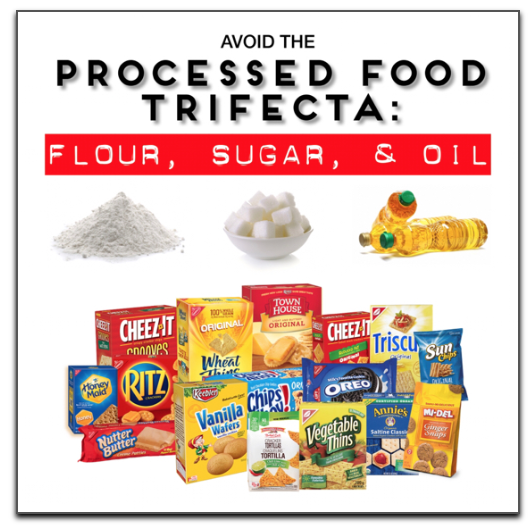 AVOID THE
PROCESSED FOOD
TRIFECTA:
FLOUR, SUGAR, & OIL
CHEEZ-IT
GROOVES
100%
ORIGINAL
Wheat
Thins
TOWN
HOUSE
ORIGINAL
CHEEZ-IT
Triscu
Original
Sun
Chips
Honey
Maid
RITZ
Keebler
Vanilla
Wafers
Chips
OREO
Nutter
Butter
TORTILLA
Vegetable
Thins
Annie's
Saltine Classic
MI-DEL
Ginger
Snaps